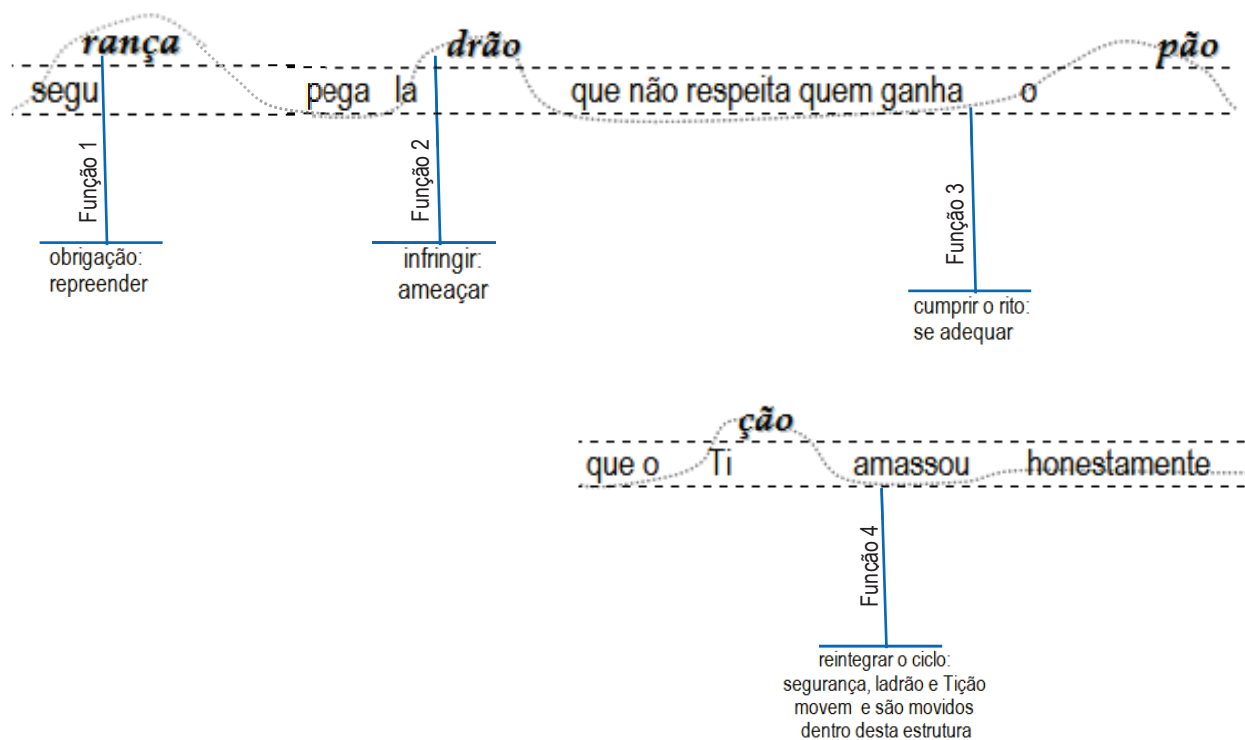 rança drão pão
segu pega la que não respeita quem ganha o
Função 1
Função 2
Função 3
obrigação:
repreender
infringir:
ameaçar
cumprir o rito:
se adequar
ção
que o Ti amassou honestamente
Função 4
reintegrar o ciclo:
segurança, ladrão e Tição
movem e são movidos
dentro desta estrutura